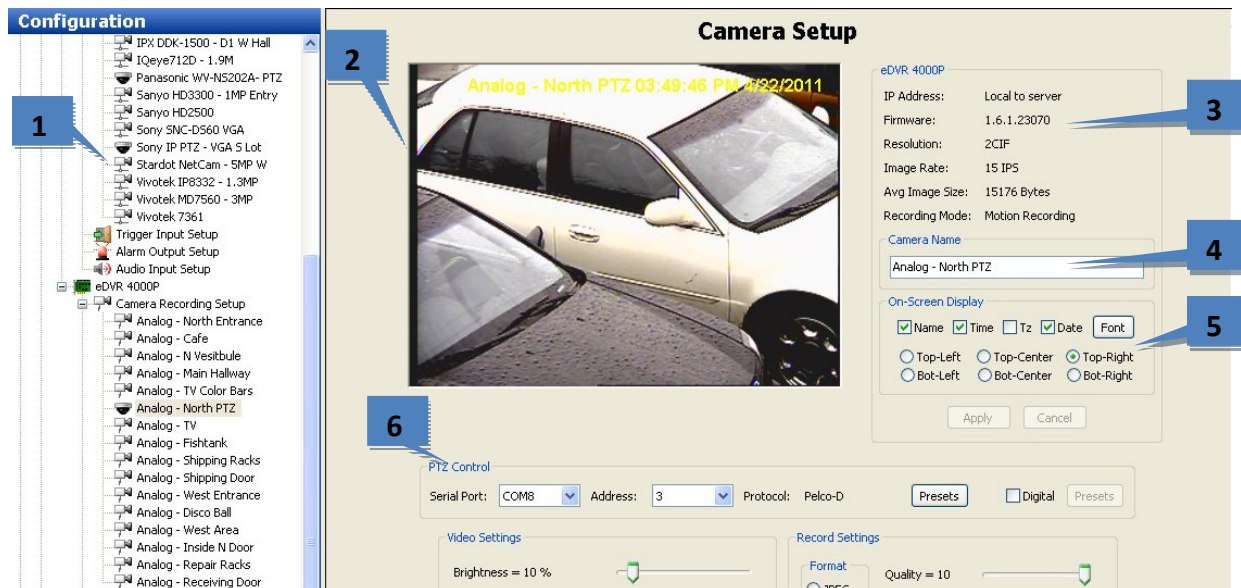 Configuration
IPX DDK-1500 - D1 W Hall
IQeye712D - 1.9M
Panasonic WV-NS202A- PTZ
Sanyo HD3300 - 1MP Entry
Sanyo HD2500
Sony SNC-DS60 VGA
Sony IP PTZ - VGA S Lot
Stardot NetCam - 5MP W
Vivotek IP8332 - 1.3MP
Vivotek MD7560 - 3MP
Vivotek 7361
Trigger Input Setup
Alarm Output Setup
Audio Input Setup
eDVR 4000P
Camera Recording Setup
Analog - North Entrance
Analog - Cafe
Analog - N Vesitbule
Analog - Main Hallway
Analog - TV Color Bars
Analog - North PTZ
Analog - TV
Analog - Fishtank
Analog - Shipping Racks
Analog - Shipping Door
Analog - West Entrance
Analog - Disco Ball
Analog - West Area
Analog - Inside N Door
Analog - Repair Racks
Analog - Receiving Door
1
Camera Setup
2
Analog - North PTZ 03:49:46 PM 4/22/2011
eDVR 4000P
IP Address: Local to server
Firmware: 1.6.1.23070
3
Resolution: 2CIF
Image Rate: 15 IPS
Avg Image Size: 15176 Bytes
Recording Mode: Motion Recording
Camera Name
Analog - North PTZ
4
On-Screen Display
Name Time Tz Date Font
5
Top-Left Top-Center Top-Right
Bot-Left Bot-Center Bot-Right
Apply Cancel
6
PTZ Control
Serial Port: COM8 Address: 3 Protocol: Pelco-D Presets Digital Presets
Video Settings
Brightness = 10 %
Record Settings
Format
JPEG
Quality = 10